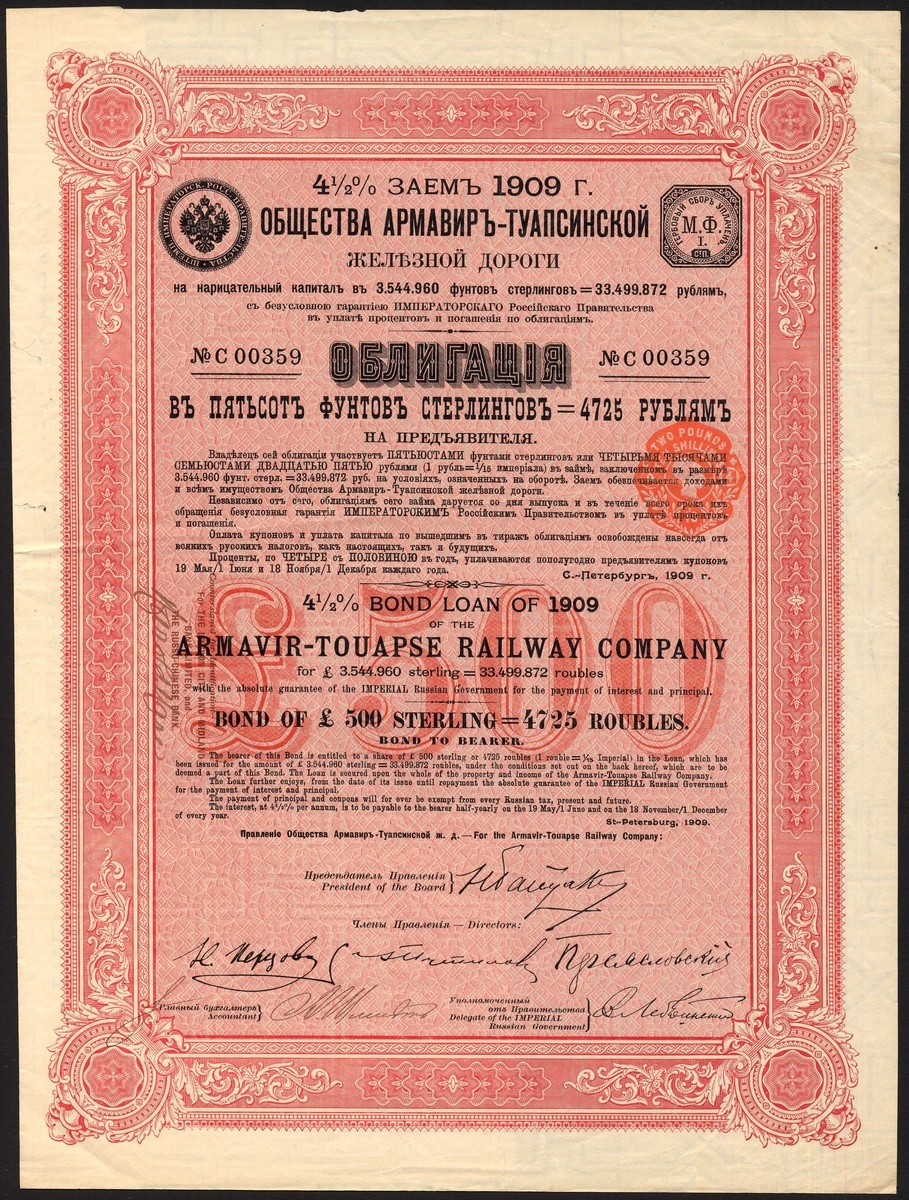 4½% ЗАЕМЪ 1909 Г.
ОБЩЕСТВА АРМАВИРЪ-ТУАПСИНСКОЙ
ЖЕЛѢЗНОЙ ДОРОГИ
на нарицательный капиталъ въ 3.544.960 фунтовъ стерлинговъ = 33.499.872 рублямъ,
съ безусловною гарантіею ИМПЕРАТОРСКАГО Россійскаго Правительства
въ уплатѣ процентовъ и погашенія по облигаціямъ.
ГЕРБОВЫЙ СБОРЪ УПЛАЧЕНЪ.
М.Ф.
I.
СТП.
№ C 00359
ОБЛИГАЦІЯ
№ C 00359
ВЪ ПЯТЬСОТЪ ФУНТОВЪ СТЕРЛИНГОВЪ = 4725 РУБЛЯМЪ
НА ПРЕДЪЯВИТЕЛЯ.
TWO POUNDS
SHILLINGS
Владѣлецъ сей облигаціи участвуетъ ПЯТЬЮСТАМИ фунтами стерлинговъ или ЧЕТЫРЬМЯ ТЫСЯЧАМИ
СЕМЬЮСТАМИ ДВАДЦАТЬЮ ПЯТЬЮ рублями (1 рубль=1/15 имперіала) въ займѣ, заключенномъ въ размѣрѣ
3.544.960 фунт. стерл. = 33.499.872 руб. на условіяхъ, означенныхъ на оборотѣ. Заемъ обезпечивается доходами
и всѣмъ имуществомъ Общества Армавиръ-Туапсинской желѣзной дороги.
Независимо отъ сего, облигаціямъ сего займа даруется со дня выпуска и въ теченіе всего срока ихъ
обращенія безусловная гарантія ИМПЕРАТОРСКИМЪ Россійскимъ Правительствомъ въ уплатѣ процентовъ
и погашенія.
Оплата купоновъ и уплата капитала по вышедшимъ въ тиражъ облигаціямъ освобождены навсегда отъ
всякихъ русскихъ налоговъ, какъ настоящихъ, такъ и будущихъ.
Проценты, по ЧЕТЫРЕ съ ПОЛОВИНОЮ въ годъ, уплачиваются пополугодно предъявителямъ купоновъ
19 Мая/1 Іюня и 18 Ноября/1 Декабря каждаго года.
С.-Петербургъ, 1909 г.
£500
4½% BOND LOAN OF 1909
OF THE
ARMAVIR-TOUAPSE RAILWAY COMPANY
for £ 3.544.960 sterling = 33.499.872 roubles
with the absolute guarantee of the IMPERIAL Russian Government for the payment of interest and principal.
BOND OF £ 500 STERLING = 4725 ROUBLES.
BOND TO BEARER.
FOR THE LONDON CITY AND MIDLAND
BANK LIMITED, and
THE RUSSO-CHINESE BANK.
The bearer of this Bond is entitled to a share of £ 500 sterling or 4725 roubles (1 rouble = 1/15 Imperial) in the Loan, which has
been issued for the amount of £ 3.544.960 sterling = 33.499.872 roubles, under the conditions set out on the back hereof, which are to be
deemed a part of this Bond. The Loan is secured upon the whole of the property and income of the Armavir-Touapse Railway Company.
The Loan further enjoys, from the date of its issue until repayment the absolute guarantee of the IMPERIAL Russian Government
for the payment of interest and principal.
The payment of principal and coupons will for ever be exempt from every Russian tax, present and future.
The interest, at 4½% per annum, is to be payable to the bearer half-yearly on the 19 May/1 June and on the 18 November/1 December
of every year.
St-Petersburg, 1909.
Правленіе Общества Армавиръ-Туапсинской ж. д.—For the Armavir-Touapse Railway Company:
Предсѣдатель Правленія
President of the Board
Члены Правленія — Directors:
Н. Перцовъ
Главный бухгалтеръ
Accountant
Уполномоченный
отъ Правительства
Delegate of the IMPERIAL
Russian Government